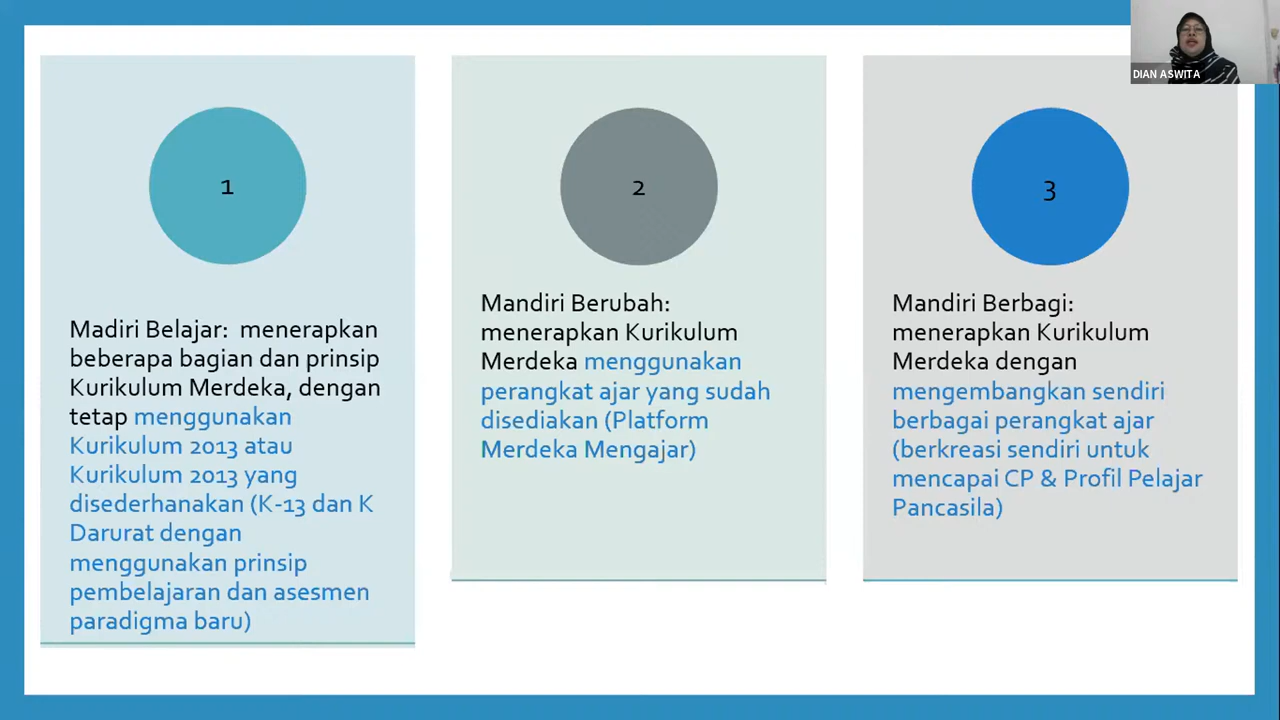 DIAN ASWITA
1
Madiri Belajar: menerapkan
beberapa bagian dan prinsip
Kurikulum Merdeka, dengan
tetap menggunakan
Kurikulum 2013 atau
Kurikulum 2013 yang
disederhanakan (K-13 dan K
Darurat dengan
menggunakan prinsip
pembelajaran dan asesmen
paradigma baru)
2
Mandiri Berubah:
menerapkan Kurikulum
Merdeka menggunakan
perangkat ajar yang sudah
disediakan (Platform
Merdeka Mengajar)
3
Mandiri Berbagi:
menerapkan Kurikulum
Merdeka dengan
mengembangkan sendiri
berbagai perangkat ajar
(berkreasi sendiri untuk
mencapai CP & Profil Pelajar
Pancasila)